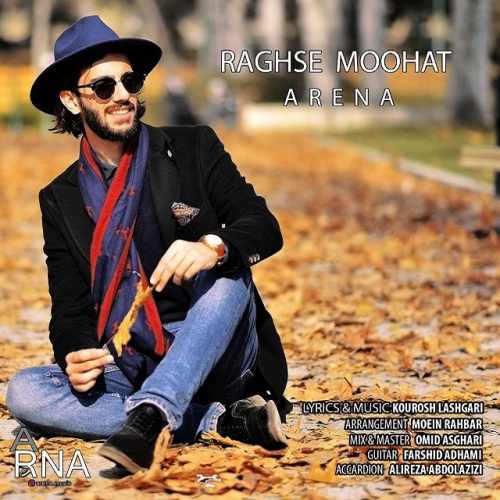 RAGHSE MOOHAT
ARENA
LYRICS & MUSIC:KOUROSH LASHGARI
ARRANGEMENT MOEIN RAHBAR
MIX & MASTER OMID ASGHARI
GUITAR FARSHID ADHAMI
ACCARDION ALIREZA ABDOLAZIZI
A
RNA